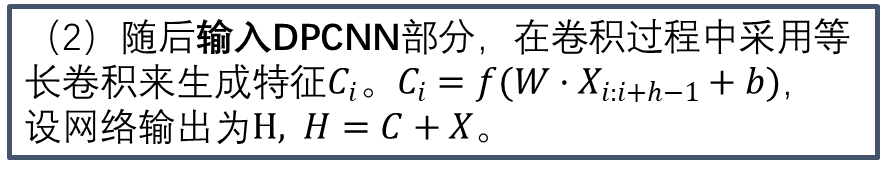 （2）随后输入DPCNN部分，在卷积过程中采用等
长卷积来生成特征𝐶𝑖。𝐶𝑖 = 𝑓(𝑊 ⋅ 𝑋𝑖:𝑖+ℎ−1 + 𝑏),
设网络输出为H, 𝐻 = 𝐶 + 𝑋。